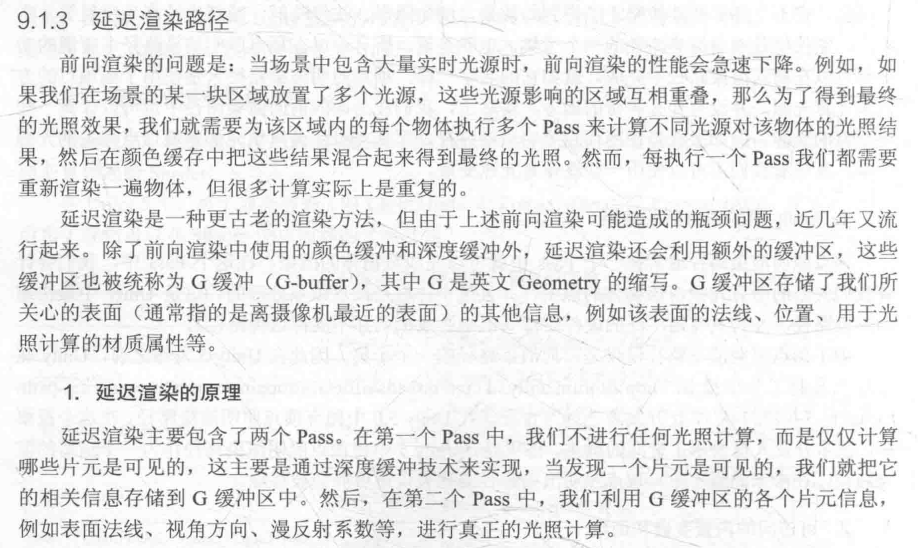 9.1.3 延迟渲染路径
前向渲染的问题是：当场景中包含大量实时光源时，前向渲染的性能会急速下降。例如，如
果我们在场景的某一块区域放置了多个光源，这些光源影响的区域互相重叠，那么为了得到最终
的光照效果，我们就需要为该区域内的每个物体执行多个 Pass 来计算不同光源对该物体的光照结
果，然后在颜色缓存中把这些结果混合起来得到最终的光照。然而，每执行一个 Pass 我们都需要
重新渲染一遍物体，但很多计算实际上是重复的。
延迟渲染是一种更古老的渲染方法，但由于上述前向渲染可能造成的瓶颈问题，近几年又流
行起来。除了前向渲染中使用的颜色缓冲和深度缓冲外，延迟渲染还会利用额外的缓冲区，这些
缓冲区也被统称为 G 缓冲（G-buffer），其中 G 是英文 Geometry 的缩写。G 缓冲区存储了我们所
关心的表面（通常指的是离摄像机最近的表面）的其他信息，例如该表面的法线、位置、用于光
照计算的材质属性等。
1. 延迟渲染的原理
延迟渲染主要包含了两个 Pass。在第一个 Pass 中，我们不进行任何光照计算，而是仅仅计算
哪些片元是可见的，这主要是通过深度缓冲技术来实现，当发现一个片元是可见的，我们就把它
的相关信息存储到 G 缓冲区中。然后，在第二个 Pass 中，我们利用 G 缓冲区的各个片元信息，
例如表面法线、视角方向、漫反射系数等，进行真正的光照计算。